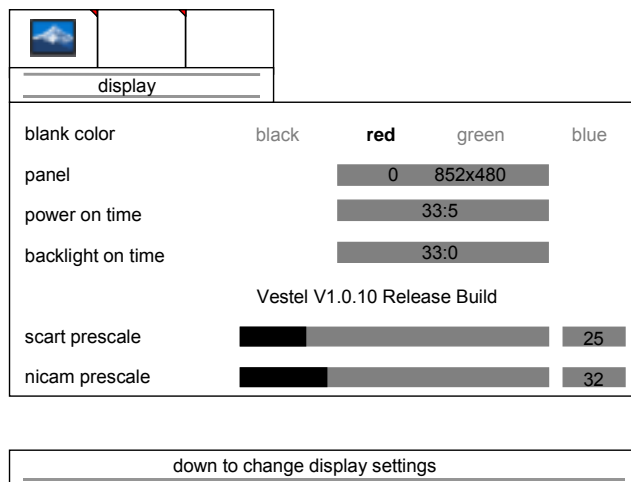 display
blank color black red green blue
panel 0 852x480
power on time 33:5
backlight on time 33:0
Vestel V1.0.10 Release Build
scart prescale 25
nicam prescale 32
down to change display settings